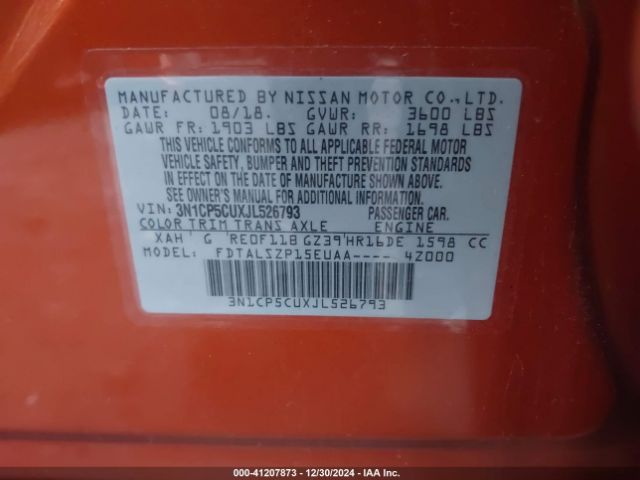 MANUFACTURED BY NISSAN MOTOR CO.,LTD.
DATE: 08/18. GVWR: 3600 LBS
GAWR FR: 1903 LBS GAWR RR: 1698 LBS
THIS VEHICLE CONFORMS TO ALL APPLICABLE FEDERAL MOTOR
VEHICLE SAFETY, BUMPER AND THEFT PREVENTION STANDARDS
IN EFFECT ON THE DATE OF MANUFACTURE SHOWN ABOVE.
SEE OWNER'S MANUAL FOR ADDITIONAL INFORMATION.
VIN: 3N1CP5CUXJL526793 PASSENGER CAR.
COLOR TRIM TRANS AXLE ENGINE
XAH ' G 'RE0F11B GZ39'HR16DE 1598 CC
MODEL: FDTALSZP15EUAA---- 4Z000
3N1CP5CUXJL526793
000-41207873 - 12/30/2024 - IAA Inc.